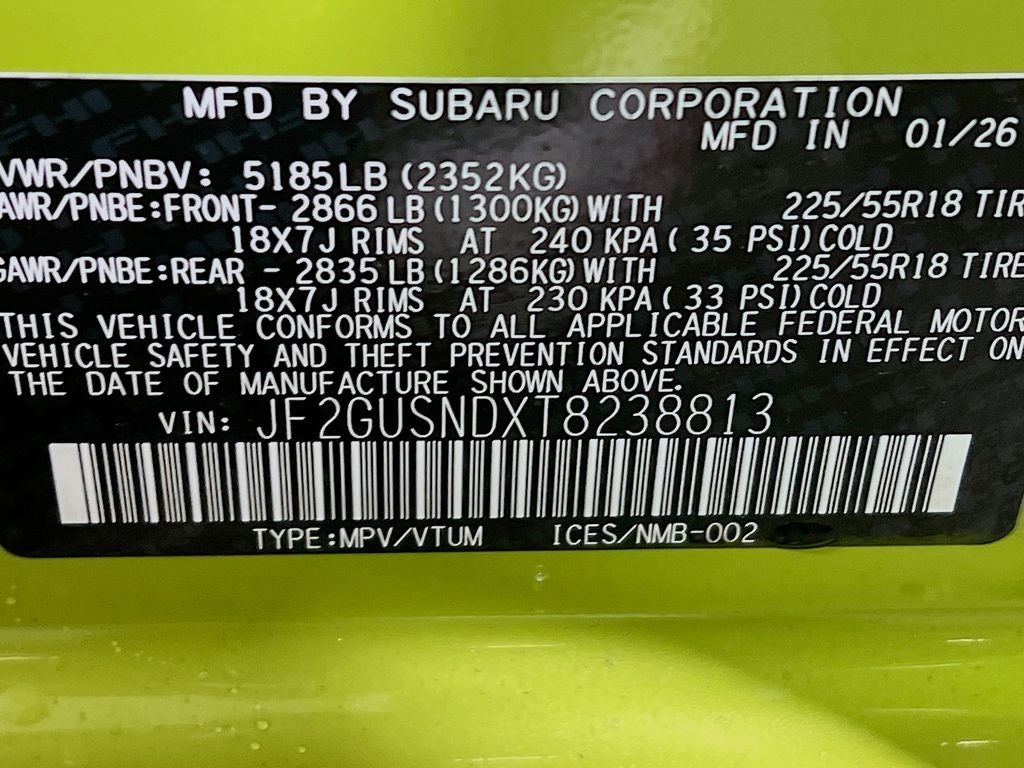 MFD BY SUBARU CORPORATION
MFD IN 01/26
VWR/PNBV: 5185LB (2352KG)
AWR/PNBE:FRONT- 2866 LB (1300KG) WITH 225/55R18 TIR
18X7J RIMS AT 240 KPA ( 35 PSI) COLD
GAWR/PNBE:REAR - 2835 LB (1286KG) WITH 225/55R18 TIRE
18X7J RIMS AT 230 KPA ( 33 PSI) COLD
THIS VEHICLE CONFORMS TO ALL APPLICABLE FEDERAL MOTOR
VEHICLE SAFETY AND THEFT PREVENTION STANDARDS IN EFFECT ON
THE DATE OF MANUFACTURE SHOWN ABOVE.
VIN: JF2GUSNDXT8238813
TYPE:MPV/VTUM ICES/NMB-002